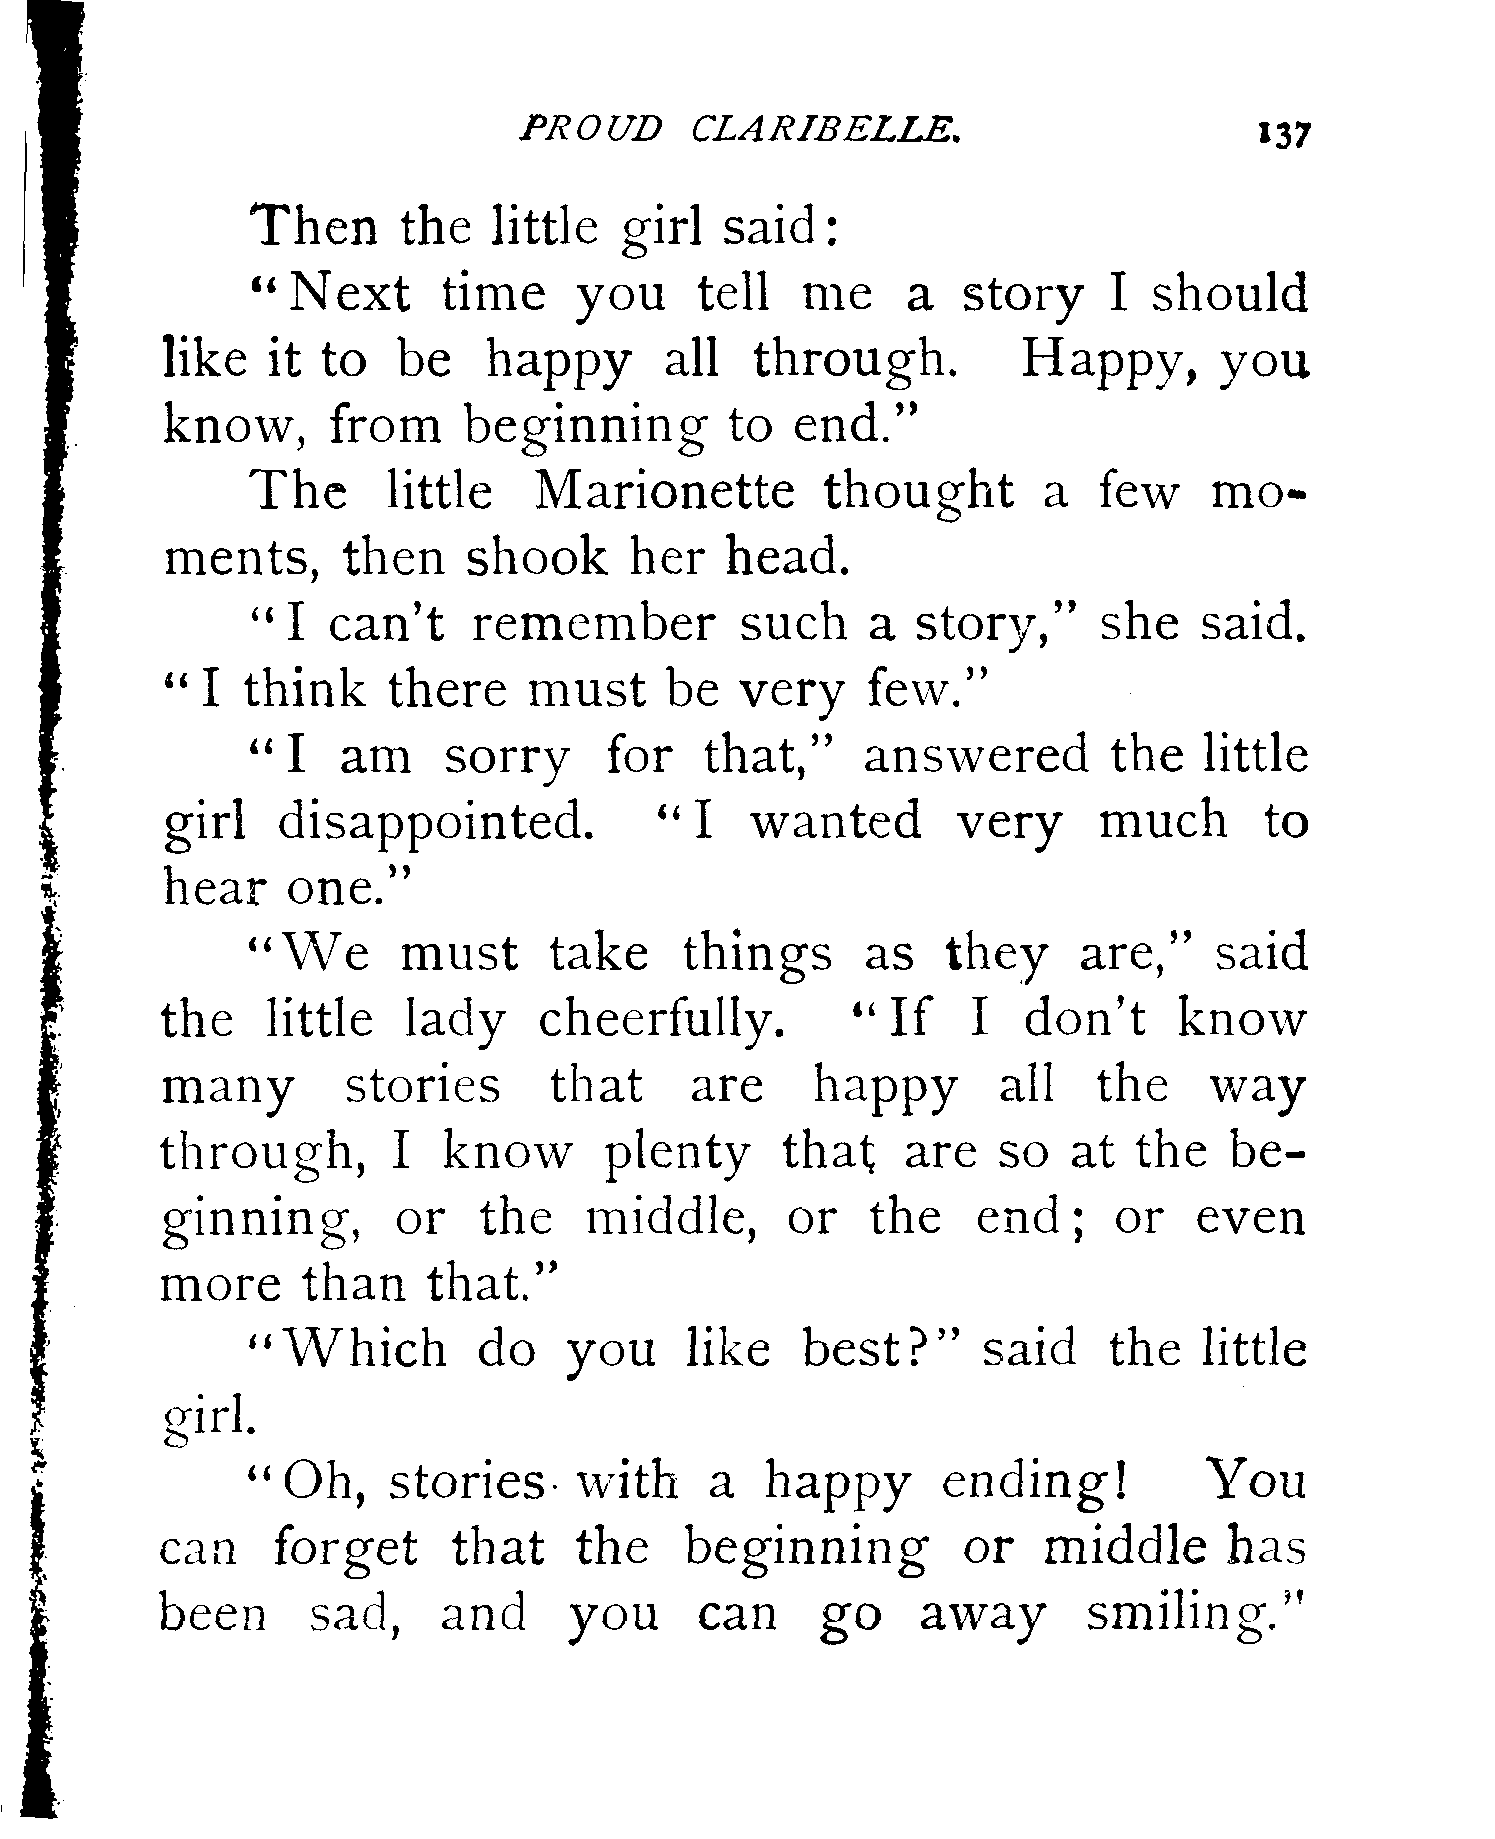 PROUD CLARIBELLE. 137
Then the little girl said:
"Next time you tell me a story I should
like it to be happy all through. Happy, you
know, from beginning to end."
The little Marionette thought a few mo-
ments, then shook her head.
"I can't remember such a story," she said.
"I think there must be very few."
"I am sorry for that," answered the little
girl disappointed. "I wanted very much to
hear one."
"We must take things as they are," said
the little lady cheerfully. "If I don't know
many stories that are happy all the way
through, I know plenty that are so at the be-
ginning, or the middle, or the end; or even
more than that."
"Which do you like best?" said the little
girl.
"Oh, stories with a happy ending! You
can forget that the beginning or middle has
been sad, and you can go away smiling."